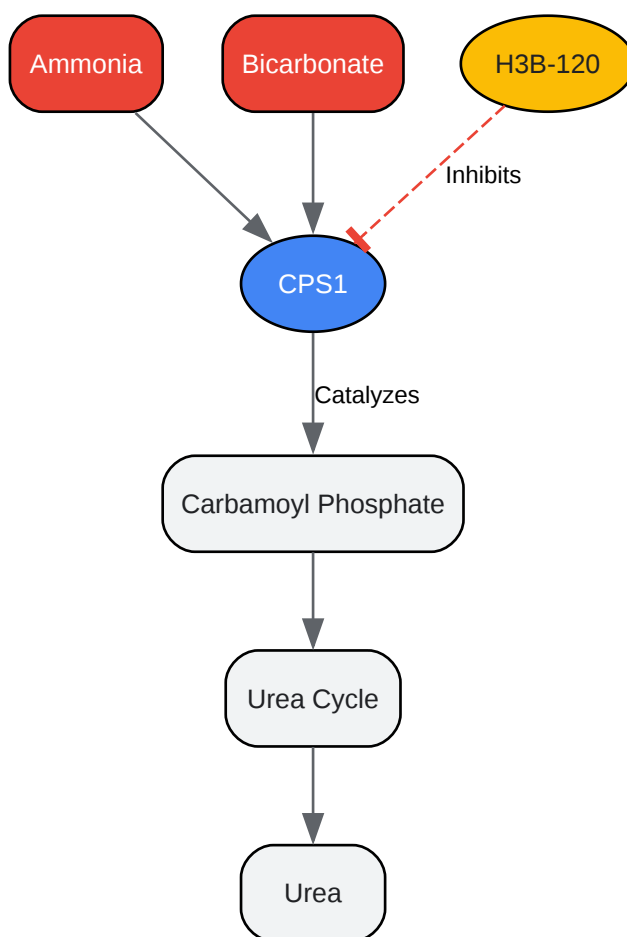 Ammonia
Bicarbonate
H3B-120
Inhibits
CPS1
Catalyzes
Carbamoyl Phosphate
Urea Cycle
Urea